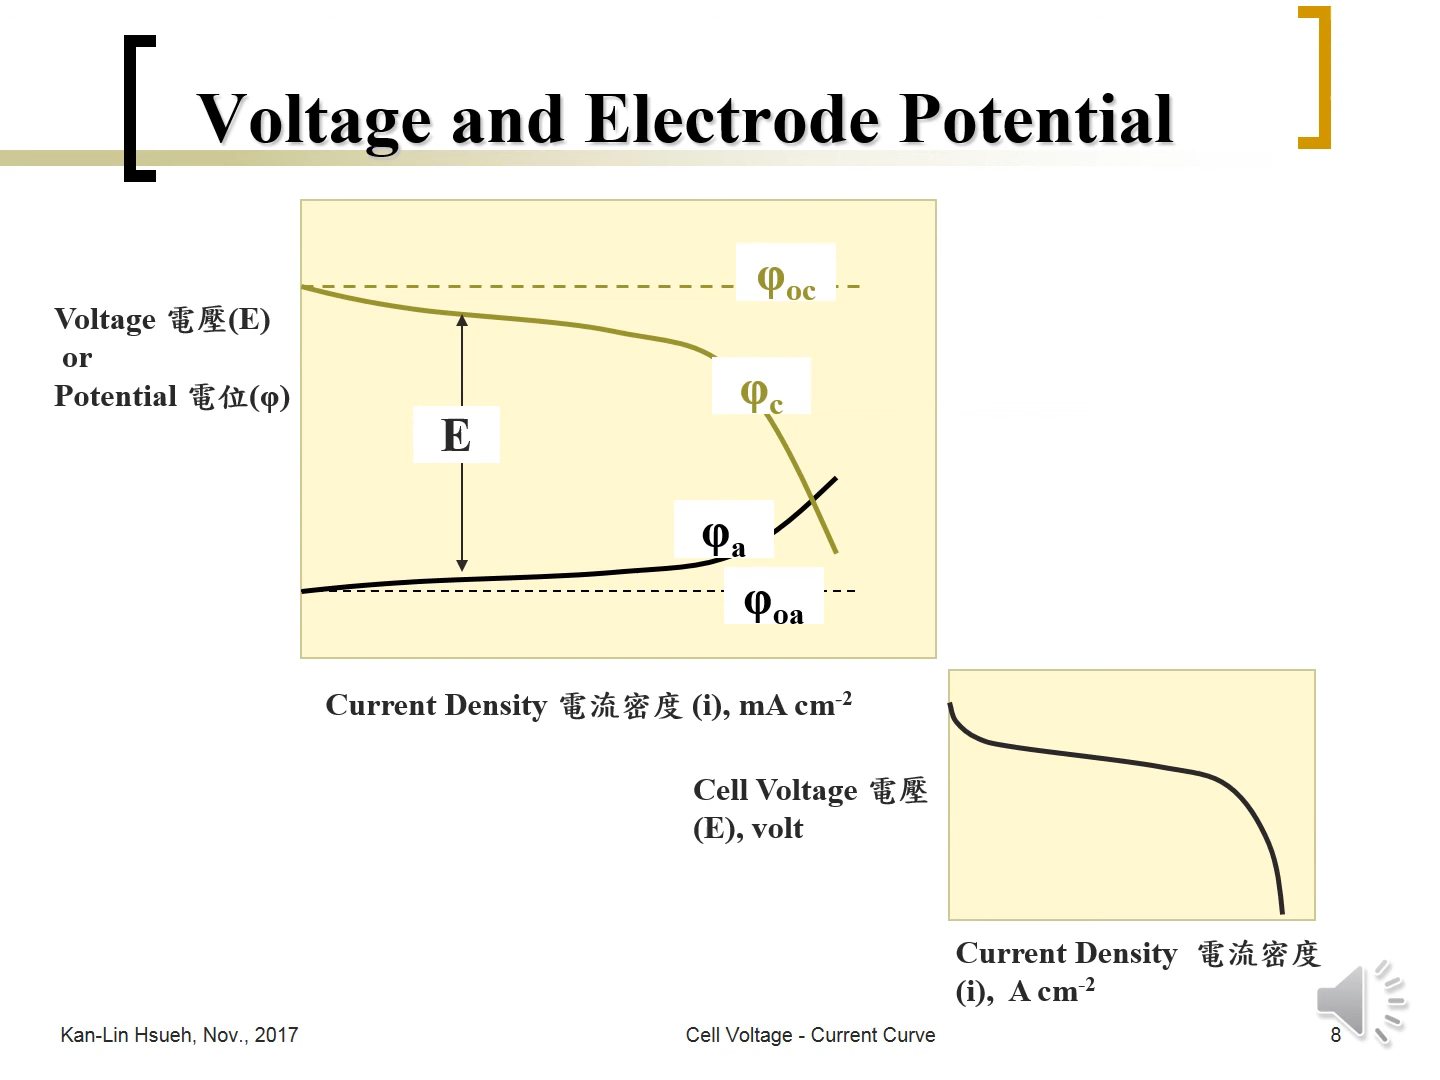 Voltage and Electrode Potential
φoc
Voltage 電壓(E)
or
Potential 電位(φ)
φc
E
φa
φoa
Current Density 電流密度 (i), mA cm-2
Cell Voltage 電壓
(E), volt
Current Density 電流密度
(i), A cm-2
Kan-Lin Hsueh, Nov., 2017
Cell Voltage - Current Curve
8